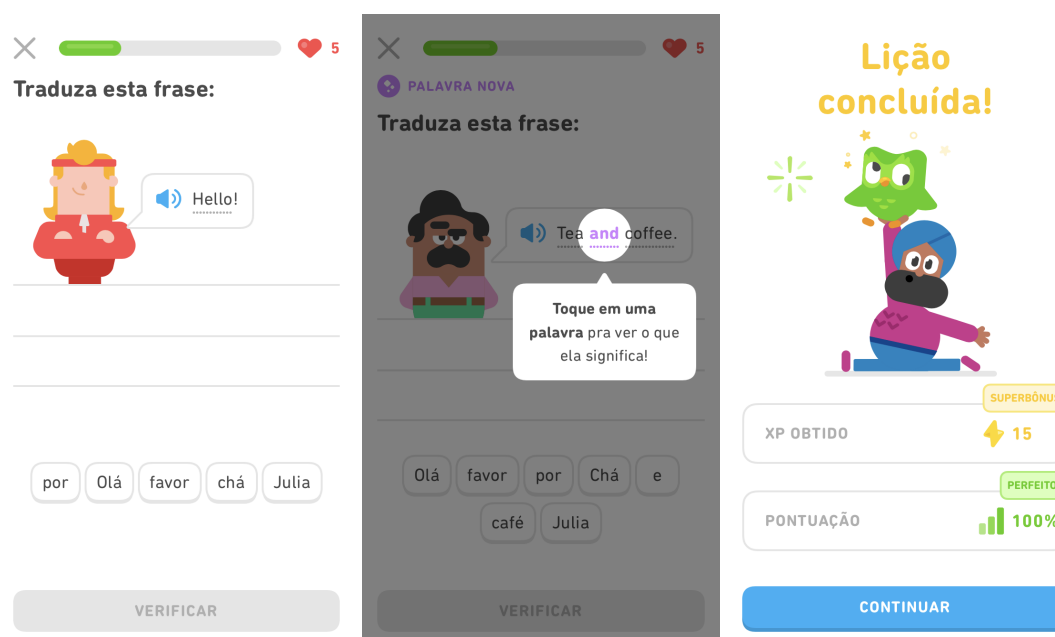 5
Traduza esta frase:
Hello!
por Olá favor chá Julia
VERIFICAR
5
PALAVRA NOVA
Traduza esta frase:
Tea and coffee.
Toque em uma
palavra pra ver o que
ela significa!
Olá favor por Chá e
café Julia
VERIFICAR
Lição
concluída!
SUPERBÔNUS
XP OBTIDO 15
PERFEITO
PONTUAÇÃO 100%
CONTINUAR